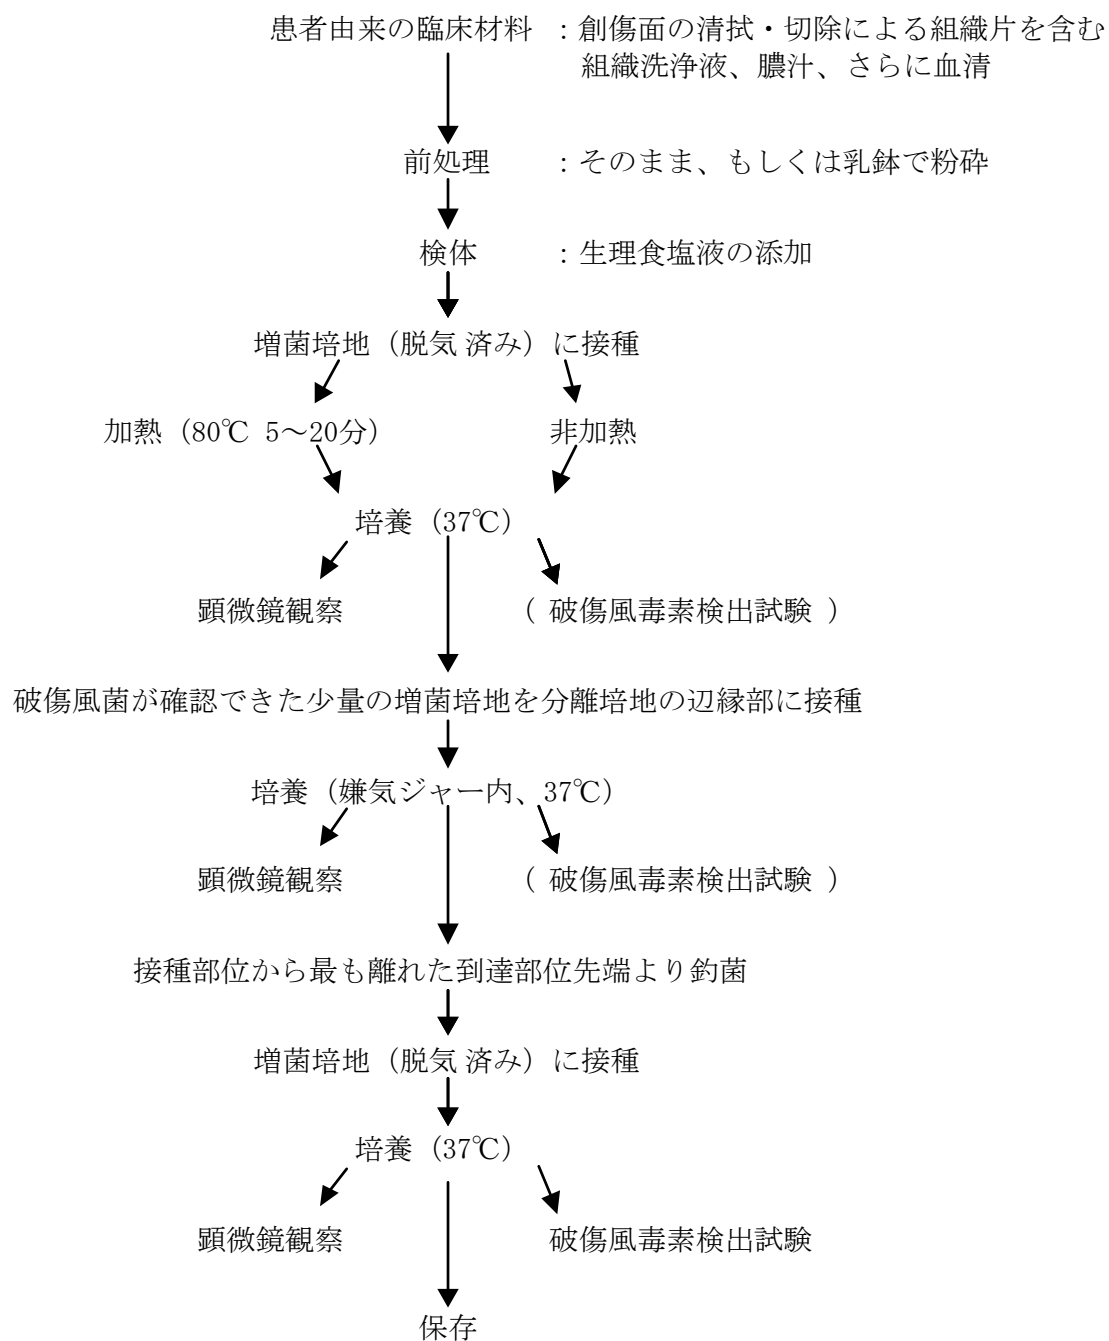 患者由来の臨床材料 : 創傷面の清拭・切除による組織片を含む
組織洗浄液、膿汁、さらに血清
前処理 : そのまま、もしくは乳鉢で粉砕
検体 : 生理食塩液の添加
増菌培地（脱気 済み）に接種
加熱（80℃ 5～20分） 非加熱
培養（37℃）
顕微鏡観察 （ 破傷風毒素検出試験 ）
破傷風菌が確認できた少量の増菌培地を分離培地の辺縁部に接種
培養（嫌気ジャー内、37℃）
顕微鏡観察 （ 破傷風毒素検出試験 ）
接種部位から最も離れた到達部位先端より釣菌
増菌培地（脱気 済み）に接種
培養（37℃）
顕微鏡観察 破傷風毒素検出試験
保存